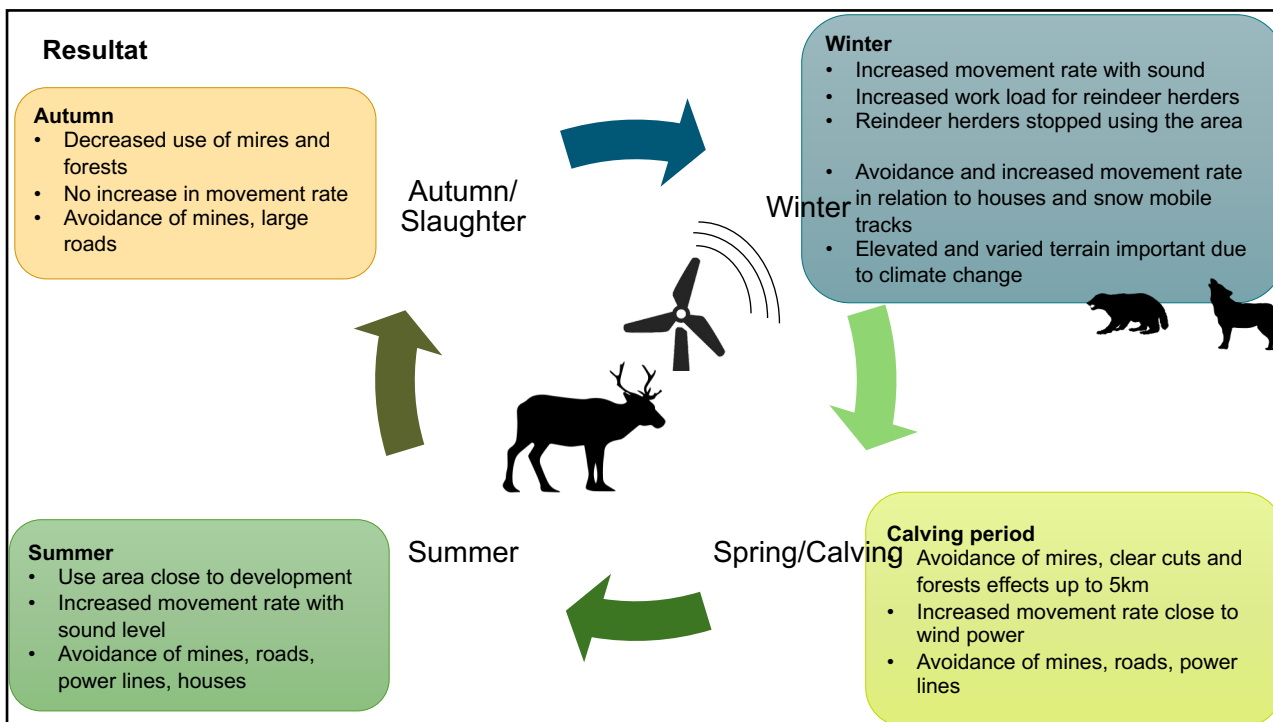 Resultat
Autumn
• Decreased use of mires and
forests
• No increase in movement rate
• Avoidance of mines, large
roads
Autumn/
Slaughter
Winter
Winter
• Increased movement rate with sound
• Increased work load for reindeer herders
• Reindeer herders stopped using the area
• Avoidance and increased movement rate
in relation to houses and snow mobile
tracks
• Elevated and varied terrain important due
to climate change
Summer
• Use area close to development
• Increased movement rate with
sound level
• Avoidance of mines, roads,
power lines, houses
Summer
Spring/Calving
Calving period
• Avoidance of mires, clear cuts and
forests effects up to 5km
• Increased movement rate close to
wind power
• Avoidance of mines, roads, power
lines